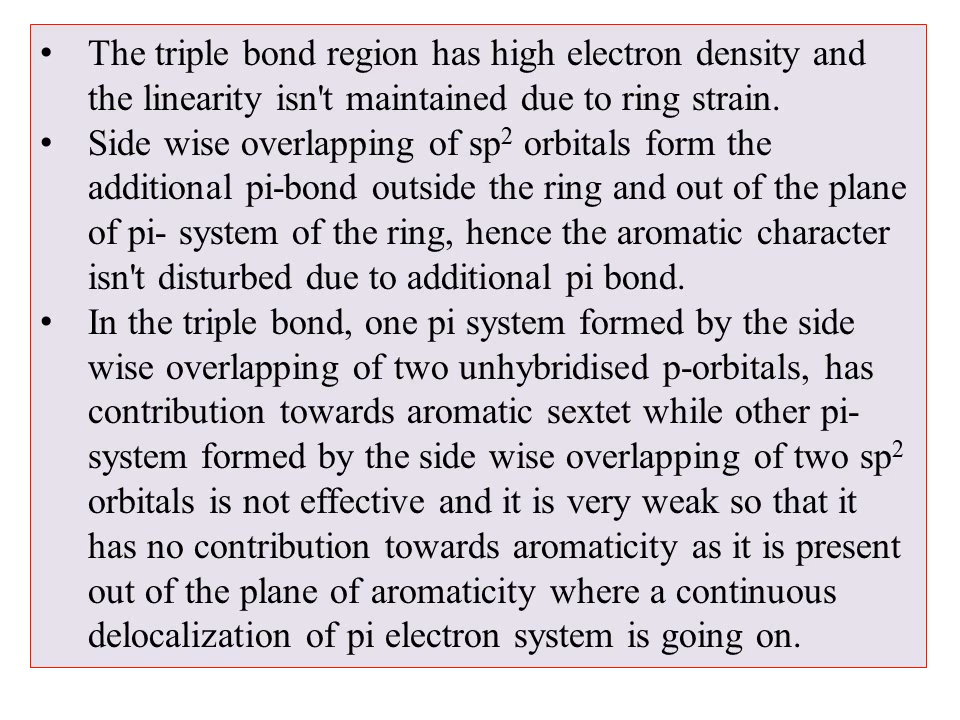 • The triple bond region has high electron density and
the linearity isn't maintained due to ring strain.
• Side wise overlapping of sp² orbitals form the
additional pi-bond outside the ring and out of the plane
of pi- system of the ring, hence the aromatic character
isn't disturbed due to additional pi bond.
• In the triple bond, one pi system formed by the side
wise overlapping of two unhybridised p-orbitals, has
contribution towards aromatic sextet while other pi-
system formed by the side wise overlapping of two sp²
orbitals is not effective and it is very weak so that it
has no contribution towards aromaticity as it is present
out of the plane of aromaticity where a continuous
delocalization of pi electron system is going on.